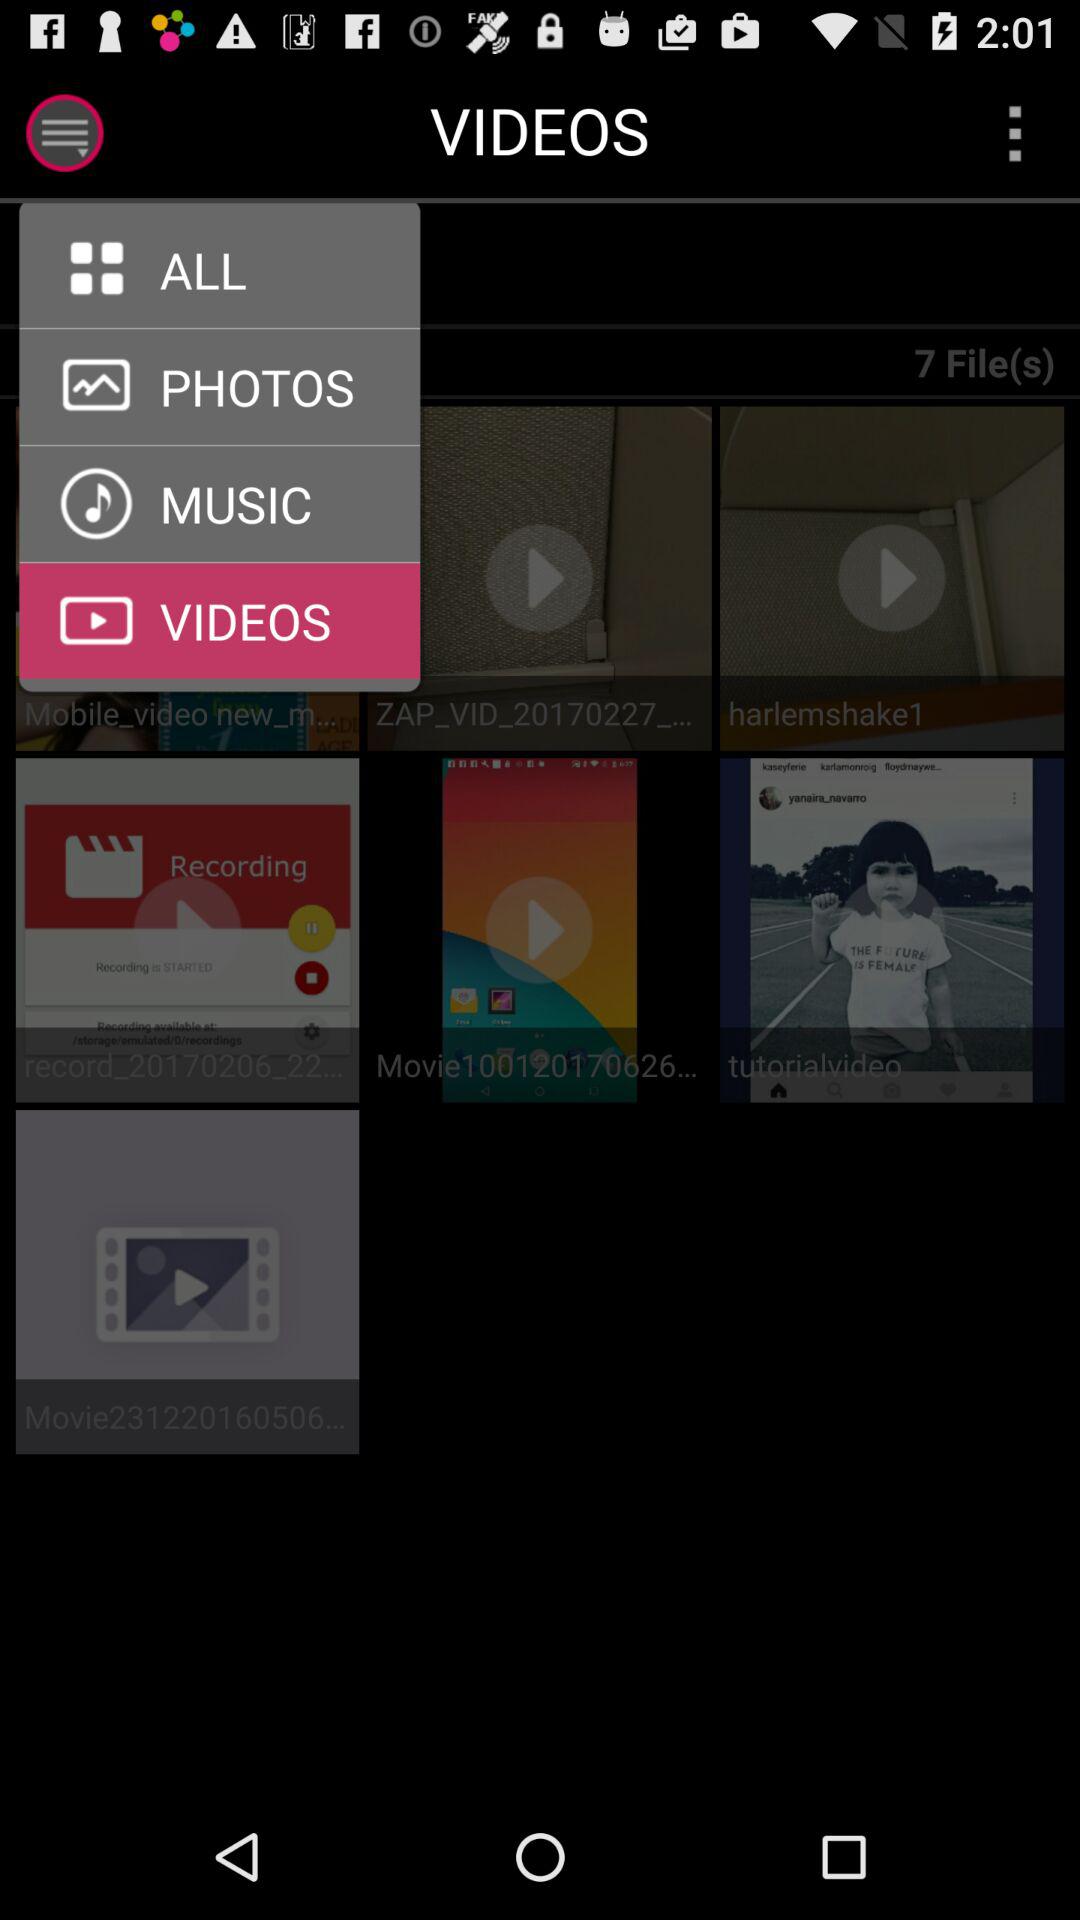 FAKE
2:01
VIDEOS
ALL
7 File(s)
PHOTOS
MUSIC
VIDEOS
Mobile_video new_m...
ZAP_VID_20170227_...
harlemshake1
kaseyferie karlamonroig floydmaywe...
yanaira_navarro
Recording
Recording is STARTED
THE FUTURE
IS FEMALE
Recording available at:
/storage/emulated/0/recordings
record_20170206_22...
Movie100120170626...
tutorialvideo
Movie231220160506...